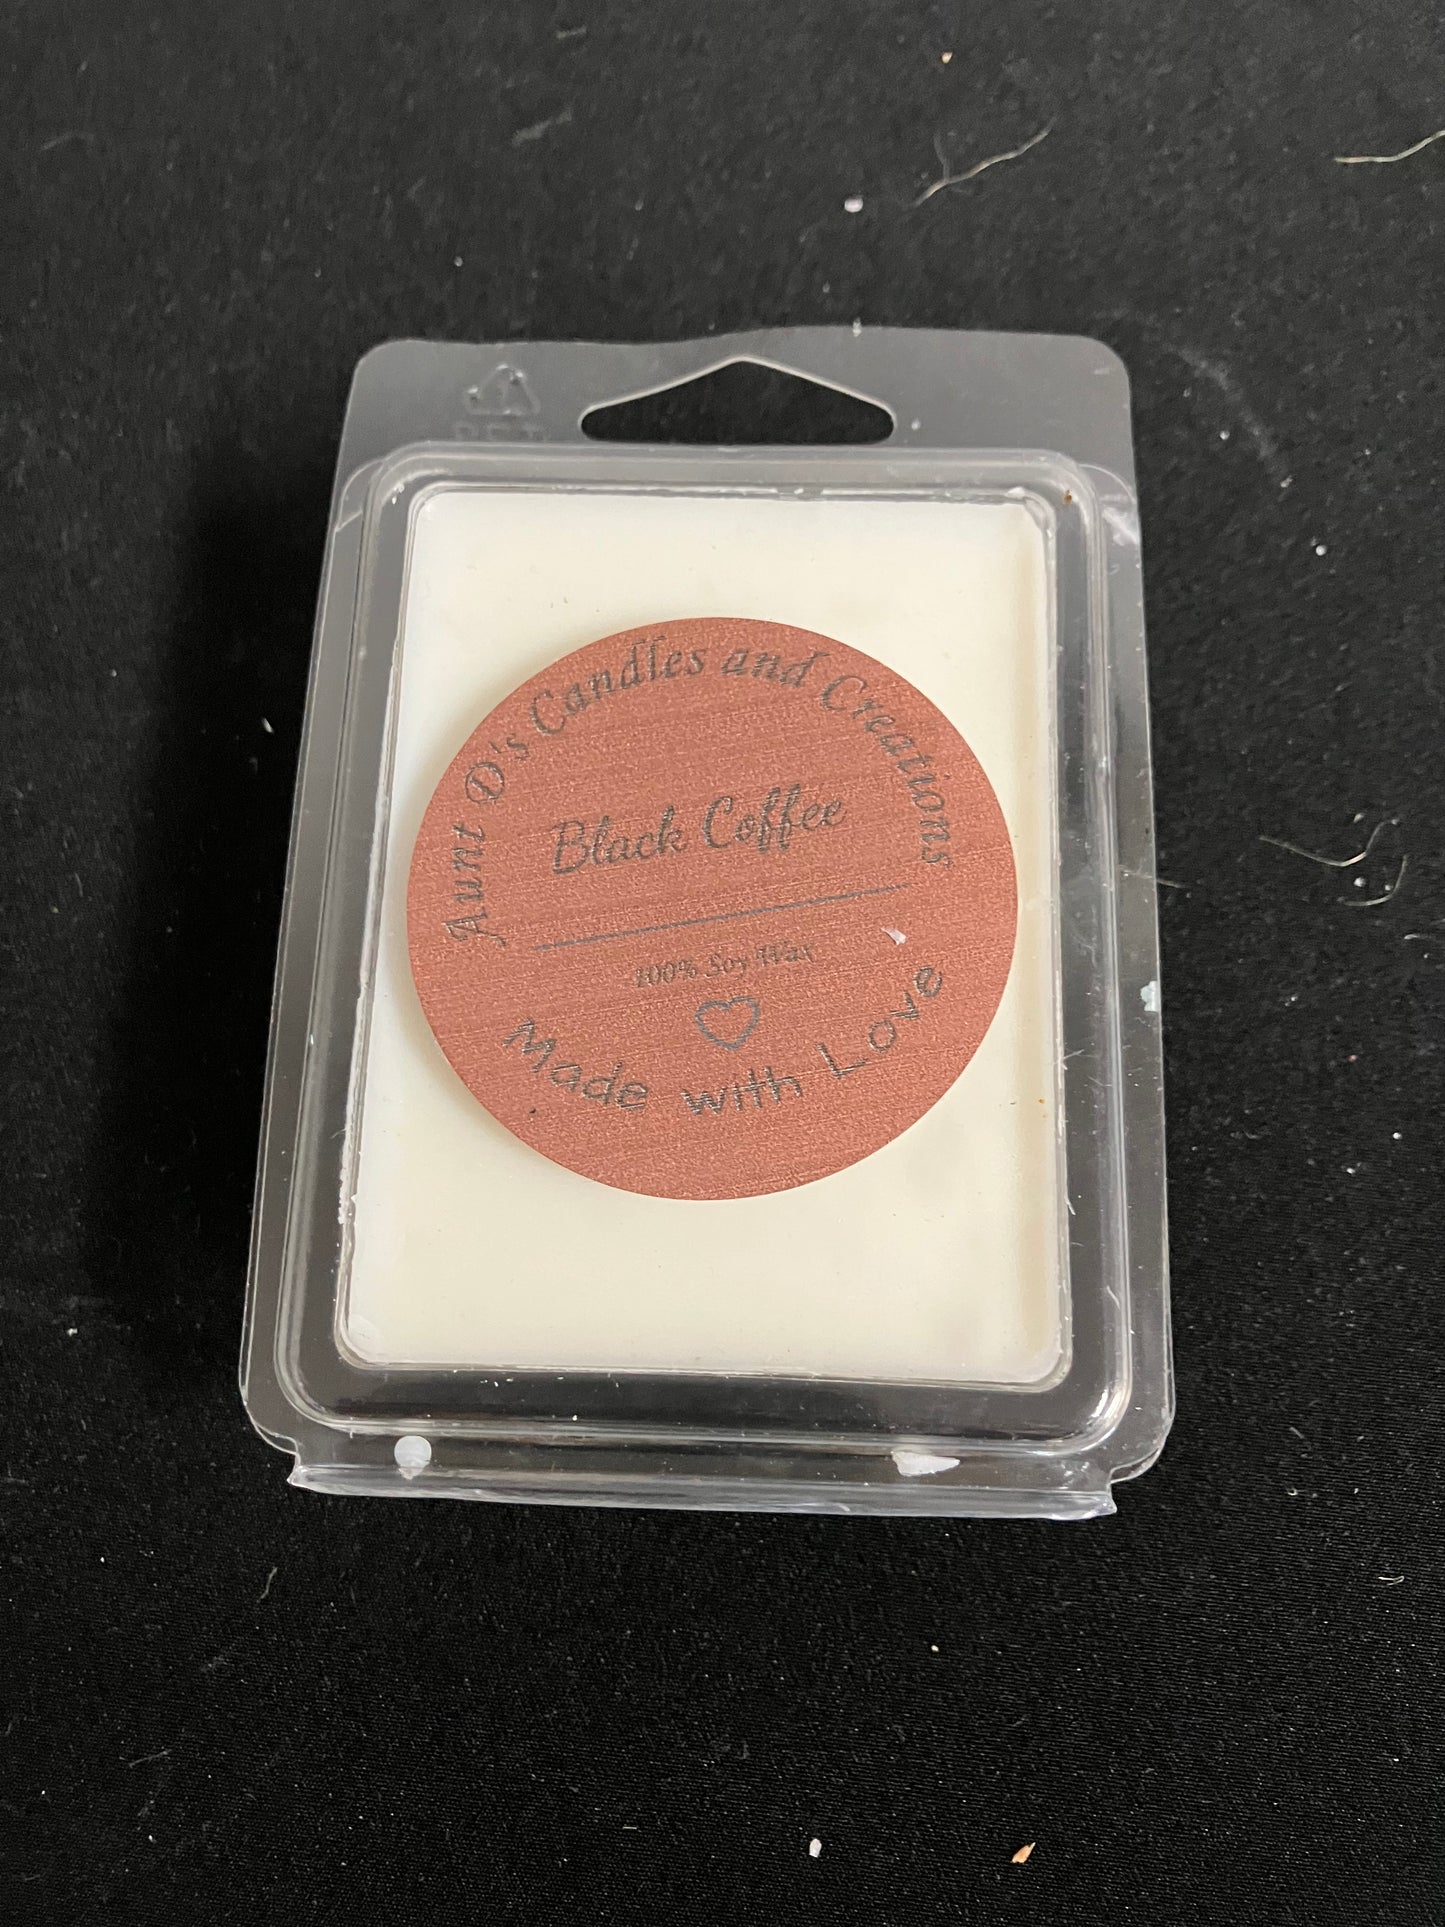 Aunt D's Candles and Creations
Black Coffee
100% Soy Wax
Made with Love